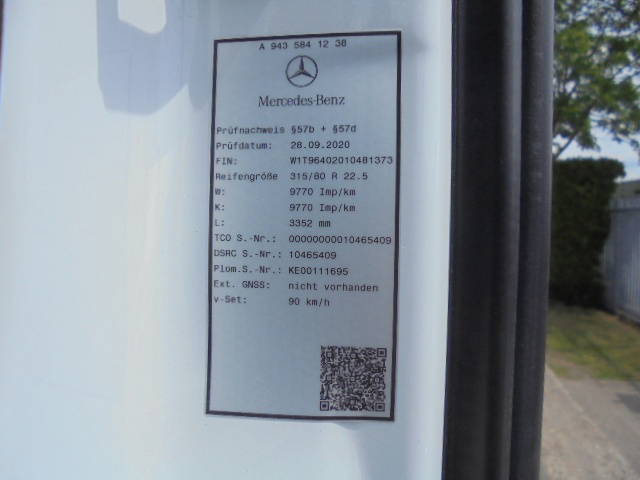 A 943 584 12 38
Mercedes-Benz
Prüfnachweis §57b + §57d
Prüfdatum: 28.09.2020
FIN: W1T96402010481373
Reifengröße 315/80 R 22.5
W: 9770 Imp/km
K: 9770 Imp/km
L: 3352 mm
TCO S.-Nr.: 00000000010465409
DSRC S.-Nr.: 10465409
Plom.S.-Nr.: KE00111695
Ext. GNSS: nicht vorhanden
v-Set: 90 km/h